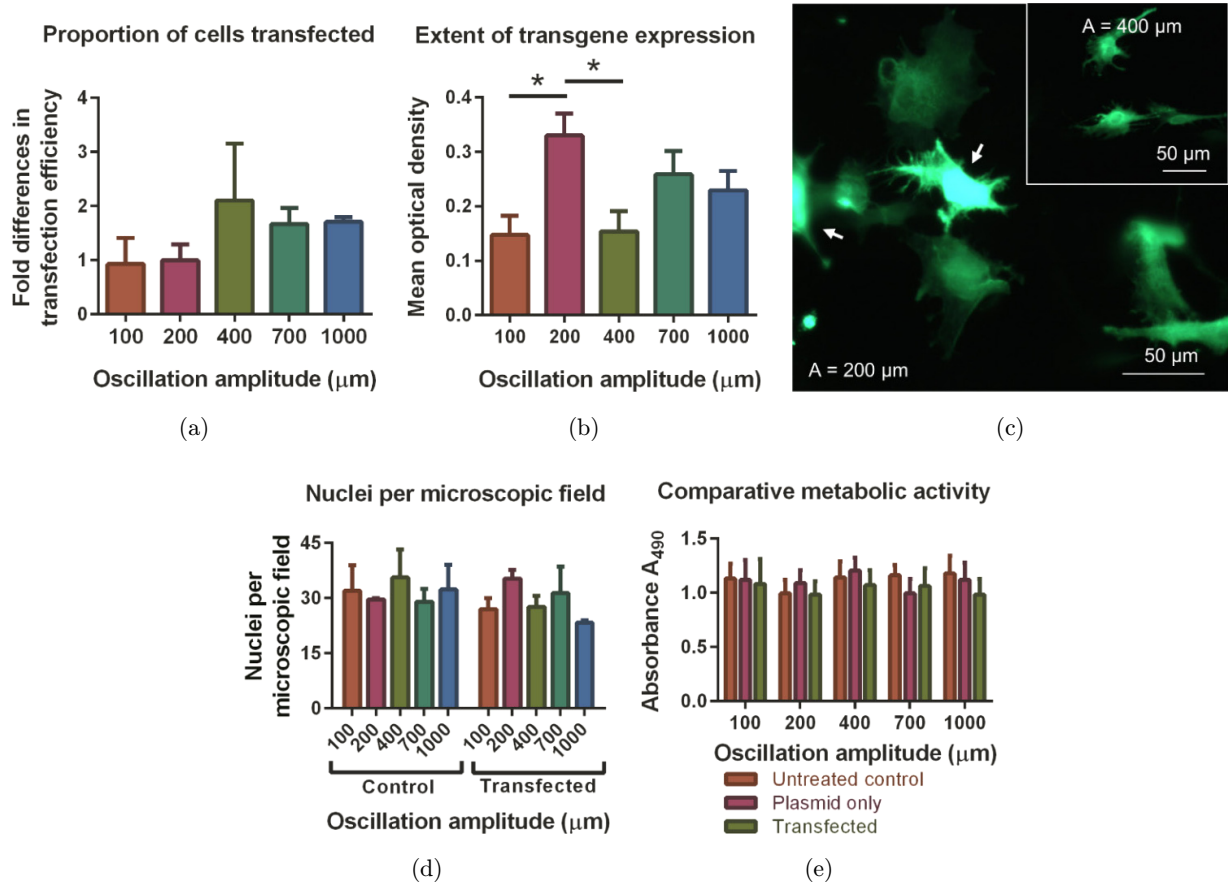 Proportion of cells transfected
Fold differences in
transfection efficiency
4
3
2
1
0
100 200 400 700 1000
Oscillation amplitude (μm)
(a)
Extent of transgene expression
* *
Mean optical density
0.4
0.3
0.2
0.1
0.0
100 200 400 700 1000
Oscillation amplitude (μm)
(b)
A = 400 μm
50 μm
50 μm
A = 200 μm
(c)
Nuclei per microscopic field
Nuclei per
microscopic field
45
30
15
0
100 200 400 700 1000 100 200 400 700 1000
Control Transfected
Oscillation amplitude (μm)
(d)
Comparative metabolic activity
Absorbance A490
1.5
1.0
0.5
0.0
100 200 400 700 1000
Oscillation amplitude (μm)
Untreated control
Plasmid only
Transfected
(e)